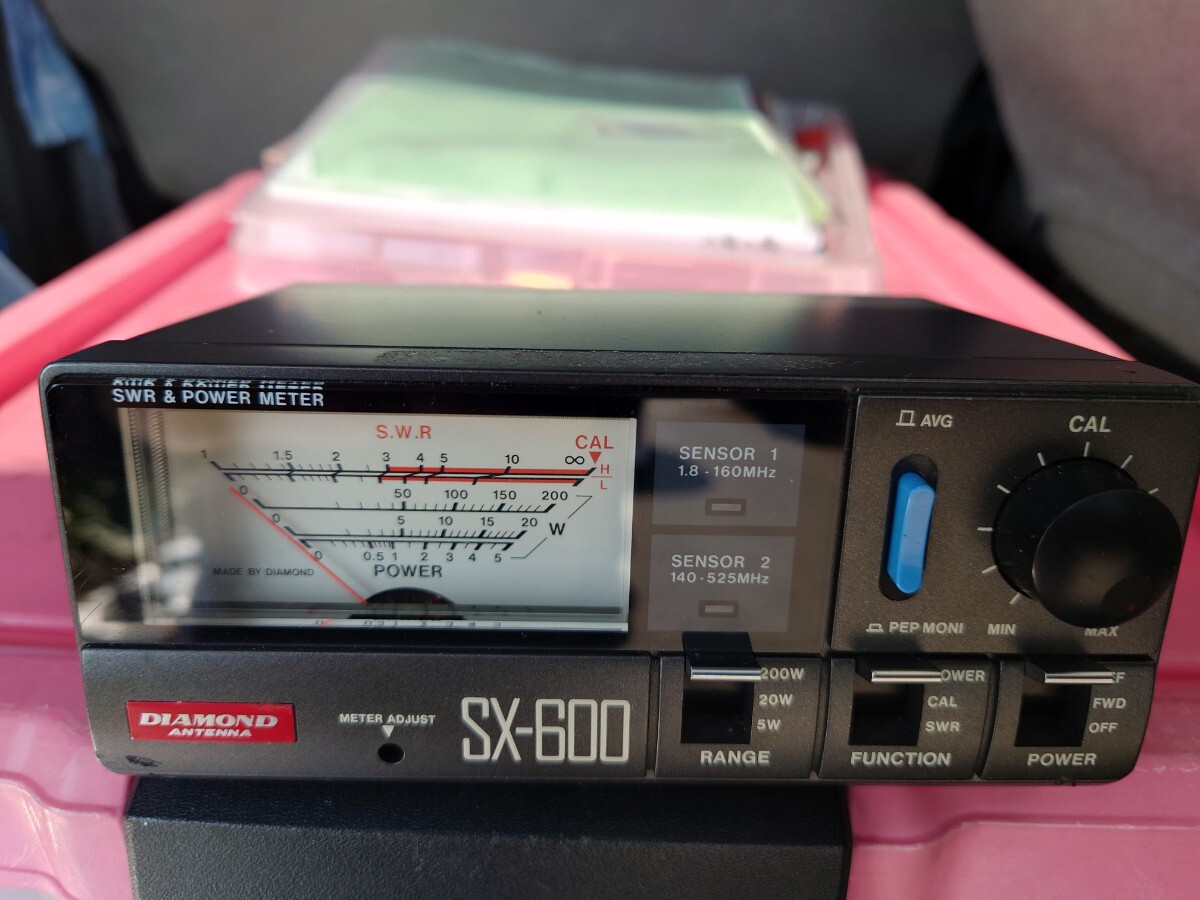 SWR & POWER METER
S.W.R
CAL
1 1.5 2 3 4 5 10 ∞
H
L
0 50 100 150 200
0 5 10 15 20 W
0 0.5 1 2 3 4 5
MADE BY DIAMOND
POWER
SENSOR 1
1.8 - 160MHz
SENSOR 2
140 - 525MHz
AVG
PEP MONI
CAL
MIN MAX
DIAMOND
ANTENNA
METER ADJUST
SX-600
200W
20W
5W
RANGE
CAL
SWR
FUNCTION
FWD
OFF
POWER